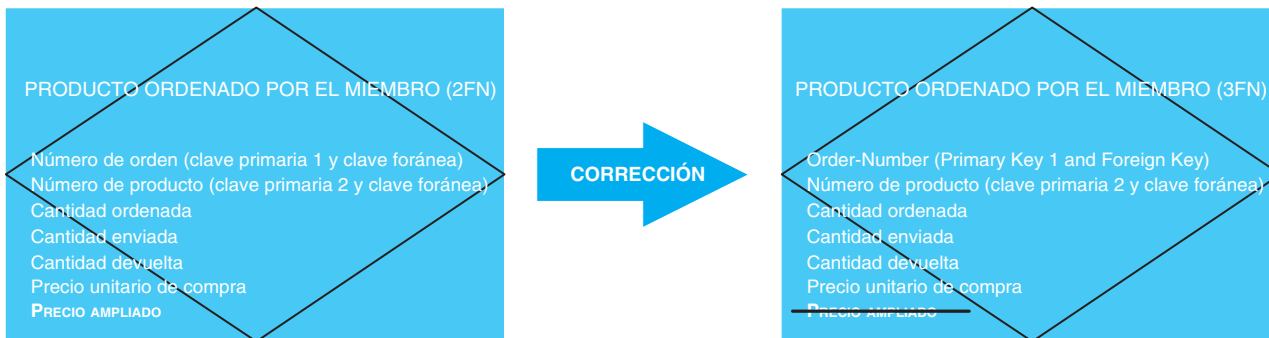 PRODUCTO ORDENADO POR EL MIEMBRO (2FN)
Número de orden (clave primaria 1 y clave foránea)
Número de producto (clave primaria 2 y clave foránea)
Cantidad ordenada
Cantidad enviada
Cantidad devuelta
Precio unitario de compra
PRECIO AMPLIADO
CORRECCIÓN
PRODUCTO ORDENADO POR EL MIEMBRO (3FN)
Order-Number (Primary Key 1 and Foreign Key)
Número de producto (clave primaria 2 y clave foránea)
Cantidad ordenada
Cantidad enviada
Cantidad devuelta
Precio unitario de compra
PRECIO AMPLIADO